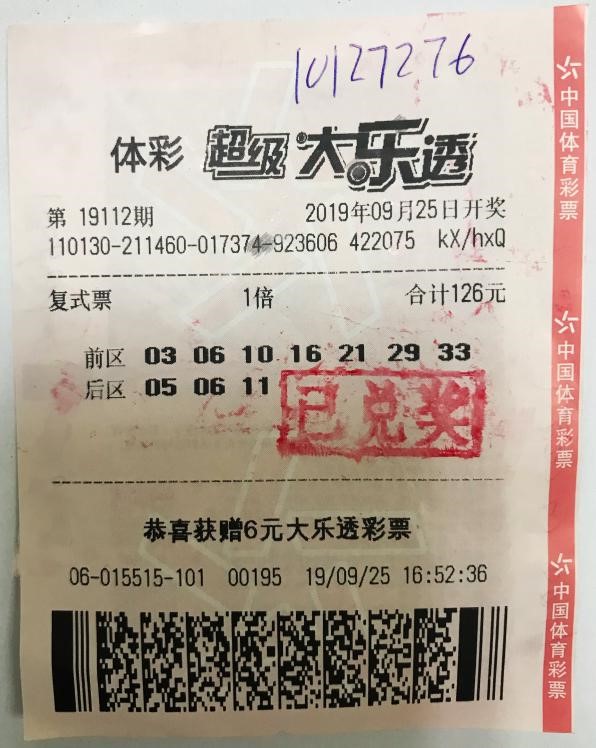 10127276
体彩 超级大乐透
第 19112期 2019年09月25日开奖
110130-211460-017374-923606 422075 kX/hxQ
复式票 1倍 合计126元
前区 03 06 10 16 21 29 33
后区 05 06 11
已兑奖
恭喜获赠6元大乐透彩票
06-015515-101 00195 19/09/25 16:52:36
中国体育彩票
中国体育彩票
中国体育彩票